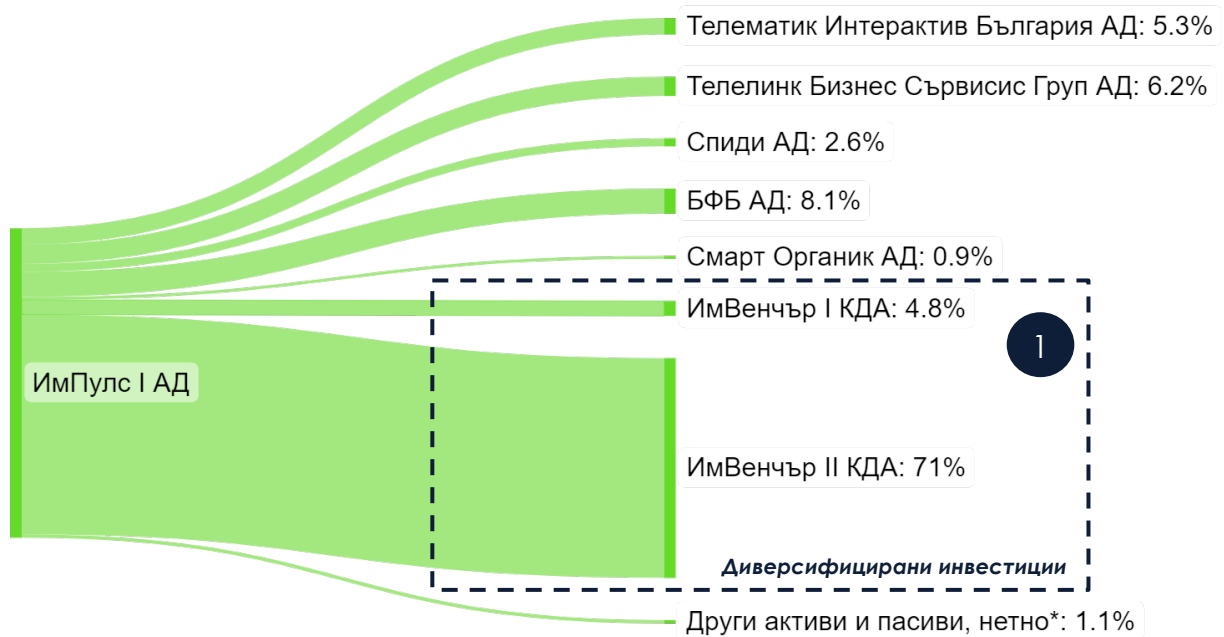 Телематик Интерактив България АД: 5.3%
Телелинк Бизнес Сървисис Груп АД: 6.2%
Спиди АД: 2.6%
БФБ АД: 8.1%
Смарт Органик АД: 0.9%
ИмВенчър I КДА: 4.8%
1
ИмПулс I АД
ИмВенчър II КДА: 71%
Диверсифицирани инвестиции
Други активи и пасиви, нетно*: 1.1%